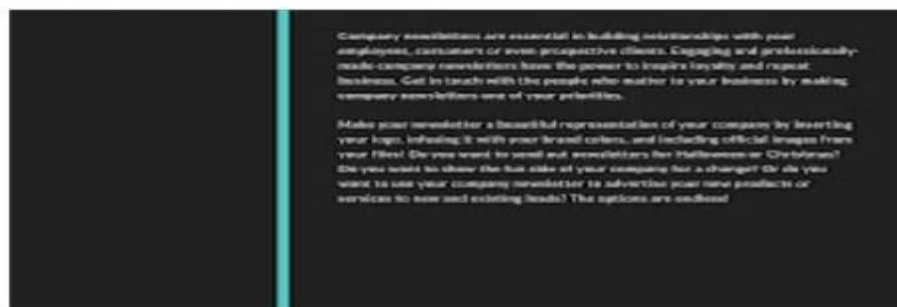 Company newsletters are essential in building relationships with your
employees, customers or even prospective clients. Engaging and professionally-
made company newsletters have the power to inspire loyalty and repeat
business. Get in touch with the people who matter to your business by making
company newsletters one of your priorities.
Make your newsletter a beautiful representation of your company by inserting
your logo, infusing it with your brand colors, and including official images from
your files! Do you want to send out newsletters for Halloween or Christmas?
Do you want to show the fun side of your company for a change? Or do you
want to use your company newsletter to advertise your new products or
services to new and existing leads? The options are endless!